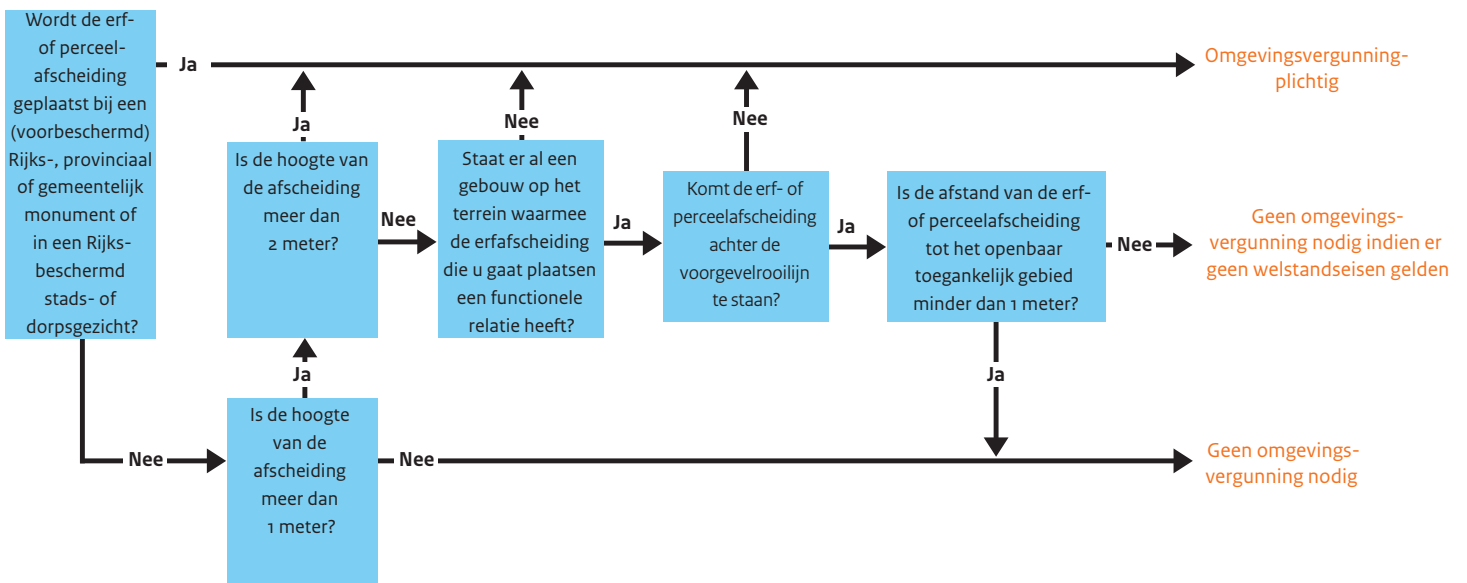 Wordt de erf-
of perceel-
afscheiding
geplaatst bij een
(voorbeschermd)
Rijks-, provinciaal
of gemeentelijk
monument of
in een Rijks-
beschermd
stads- of
dorpsgezicht?
Ja
Omgevingsvergunning-
plichtig
Ja
Nee
Nee
Is de hoogte van
de afscheiding
meer dan
2 meter?
Nee
Staat er al een
gebouw op het
terrein waarmee
de erfafscheiding
die u gaat plaatsen
een functionele
relatie heeft?
Ja
Komt de erf- of
perceelafscheiding
achter de
voorgevelrooilijn
te staan?
Ja
Is de afstand van de erf-
of perceelafscheiding
tot het openbaar
toegankelijk gebied
minder dan 1 meter?
Nee
Geen omgevings-
vergunning nodig indien er
geen welstandseisen gelden
Ja
Ja
Nee
Is de hoogte
van de
afscheiding
meer dan
1 meter?
Nee
Geen omgevings-
vergunning nodig